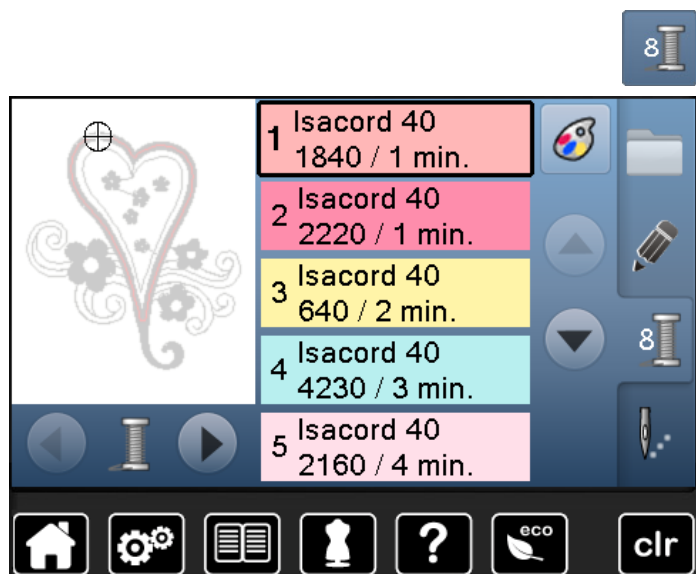 8
1 Isacord 40
1840 / 1 min.
2 Isacord 40
2220 / 1 min.
3 Isacord 40
640 / 2 min.
4 Isacord 40
4230 / 3 min.
5 Isacord 40
2160 / 4 min.
8
?
eco
clr